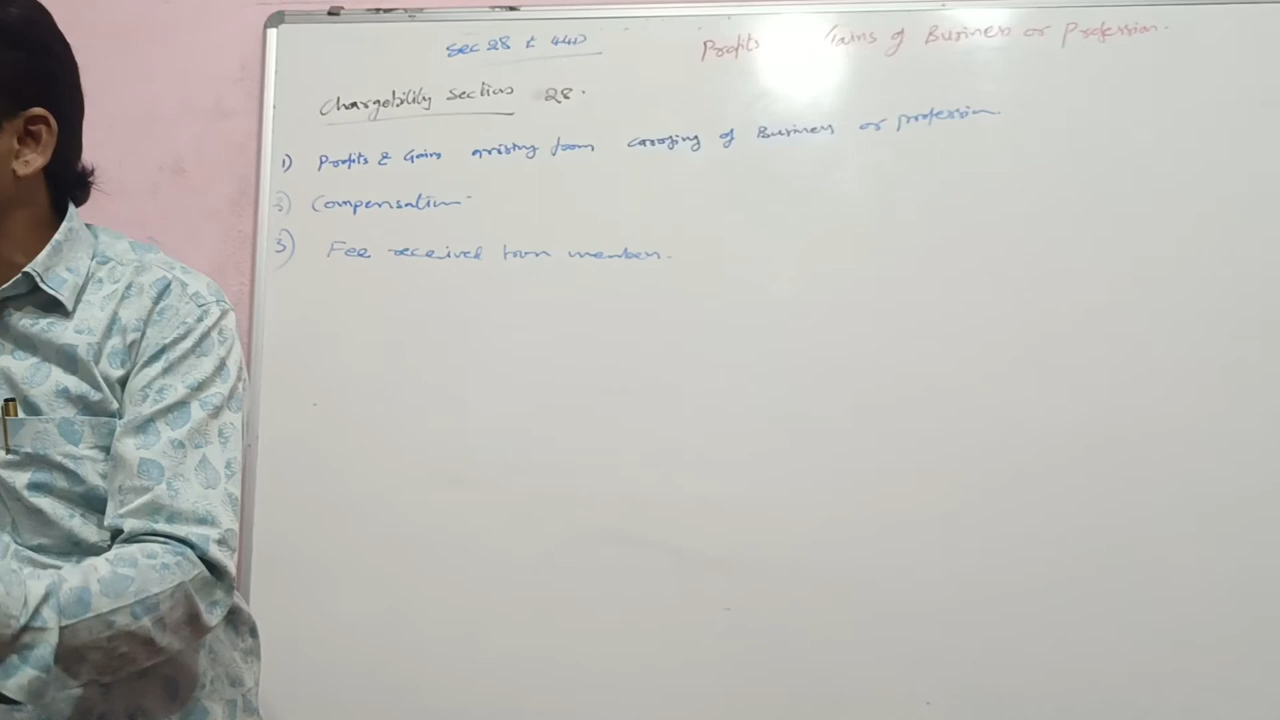 Sec 28 to 44D Profits Gains of Business or Profession.
Chargebility Section 28.
1) Profits & Gains arising from carrying of Business or profession.
2) Compensation
3) Fee received from members.